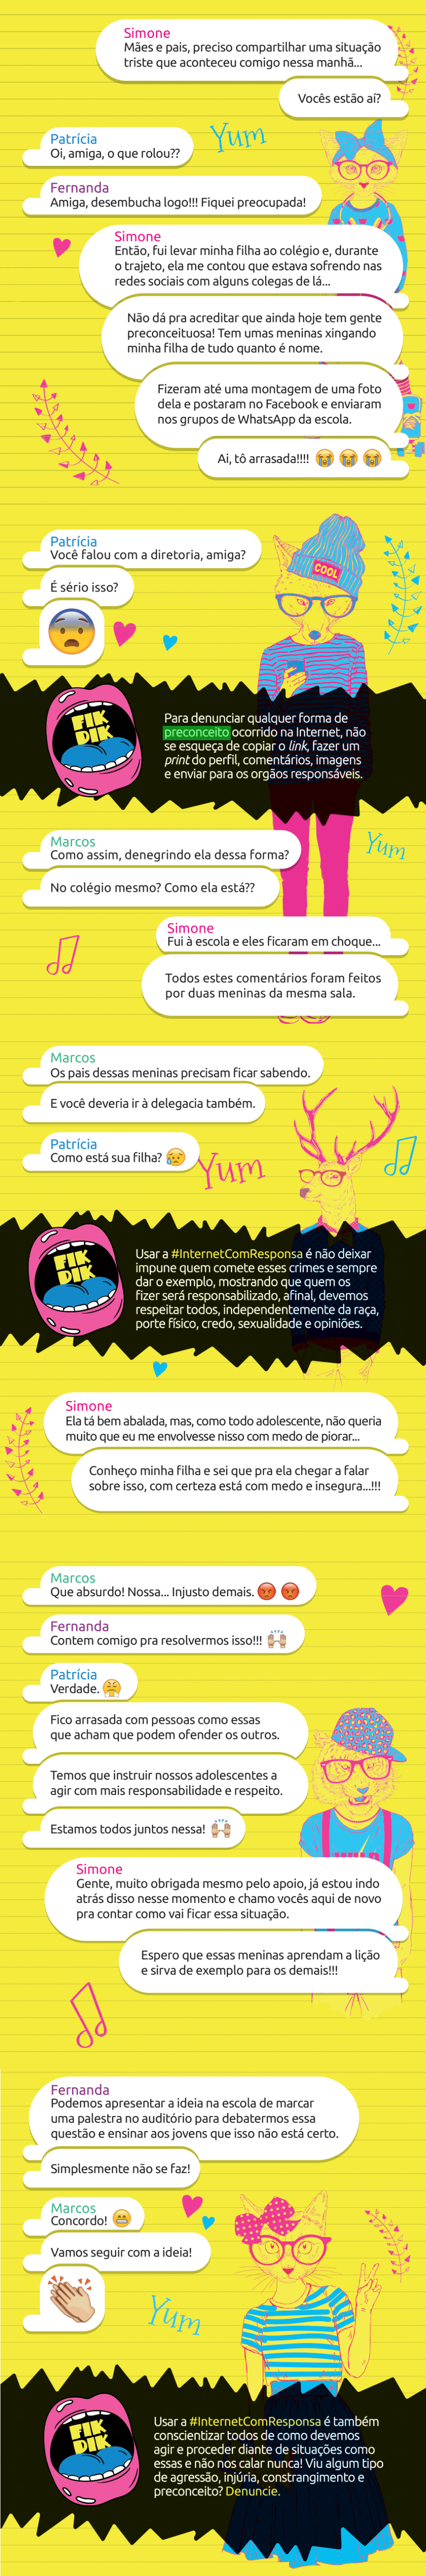 Simone
Mães e pais, preciso compartilhar uma situação
triste que aconteceu comigo nessa manhã...
Vocês estão aí?
Patrícia
Oi, amiga, o que rolou??
Yum
Fernanda
Amiga, desembucha logo!!! Fiquei preocupada!
Simone
Então, fui levar minha filha ao colégio e, durante
o trajeto, ela me contou que estava sofrendo nas
redes sociais com alguns colegas de lá...
Não dá pra acreditar que ainda hoje tem gente
preconceituosa! Tem umas meninas xingando
minha filha de tudo quanto é nome.
Fizeram até uma montagem de uma foto
dela e postaram no Facebook e enviaram
nos grupos de WhatsApp da escola.
Ai, tô arrasada!!!! 😭 😭 😭
Patrícia
Você falou com a diretoria, amiga?
É sério isso?
COOL
FIK
DIK
Para denunciar qualquer forma de
preconceito ocorrido na Internet, não
se esqueça de copiar o link, fazer um
print do perfil, comentários, imagens
e enviar para os orgãos responsáveis.
Marcos
Como assim, denegrindo ela dessa forma?
Yum
No colégio mesmo? Como ela está??
Simone
Fui à escola e eles ficaram em choque...
Todos estes comentários foram feitos
por duas meninas da mesma sala.
Marcos
Os pais dessas meninas precisam ficar sabendo.
E você deveria ir à delegacia também.
Patrícia
Como está sua filha? 😥
Yum
FIK
DIK
Usar a #InternetComResponsa é não deixar
impune quem comete esses crimes e sempre
dar o exemplo, mostrando que quem os
fizer será responsabilizado, afinal, devemos
respeitar todos, independentemente da raça,
porte físico, credo, sexualidade e opiniões.
Simone
Ela tá bem abalada, mas, como todo adolescente, não queria
muito que eu me envolvesse nisso com medo de piorar...
Conheço minha filha e sei que pra ela chegar a falar
sobre isso, com certeza está com medo e insegura...!!!
Marcos
Que absurdo! Nossa... Injusto demais. 😡 😡
Fernanda
Contem comigo pra resolvermos isso!!! 🙌
Patrícia
Verdade. 😤
Fico arrasada com pessoas como essas
que acham que podem ofender os outros.
Temos que instruir nossos adolescentes a
agir com mais responsabilidade e respeito.
Estamos todos juntos nessa! 🙌
Simone
Gente, muito obrigada mesmo pelo apoio, já estou indo
atrás disso nesse momento e chamo vocês aqui de novo
pra contar como vai ficar essa situação.
Espero que essas meninas aprendam a lição
e sirva de exemplo para os demais!!!
Fernanda
Podemos apresentar a ideia na escola de marcar
uma palestra no auditório para debatermos essa
questão e ensinar aos jovens que isso não está certo.
Simplesmente não se faz!
Marcos
Concordo! 😁
Vamos seguir com a ideia!
Yum
FIK
DIK
Usar a #InternetComResponsa é também
conscientizar todos de como devemos
agir e proceder diante de situações como
essas e não nos calar nunca! Viu algum tipo
de agressão, injúria, constrangimento e
preconceito? Denuncie.